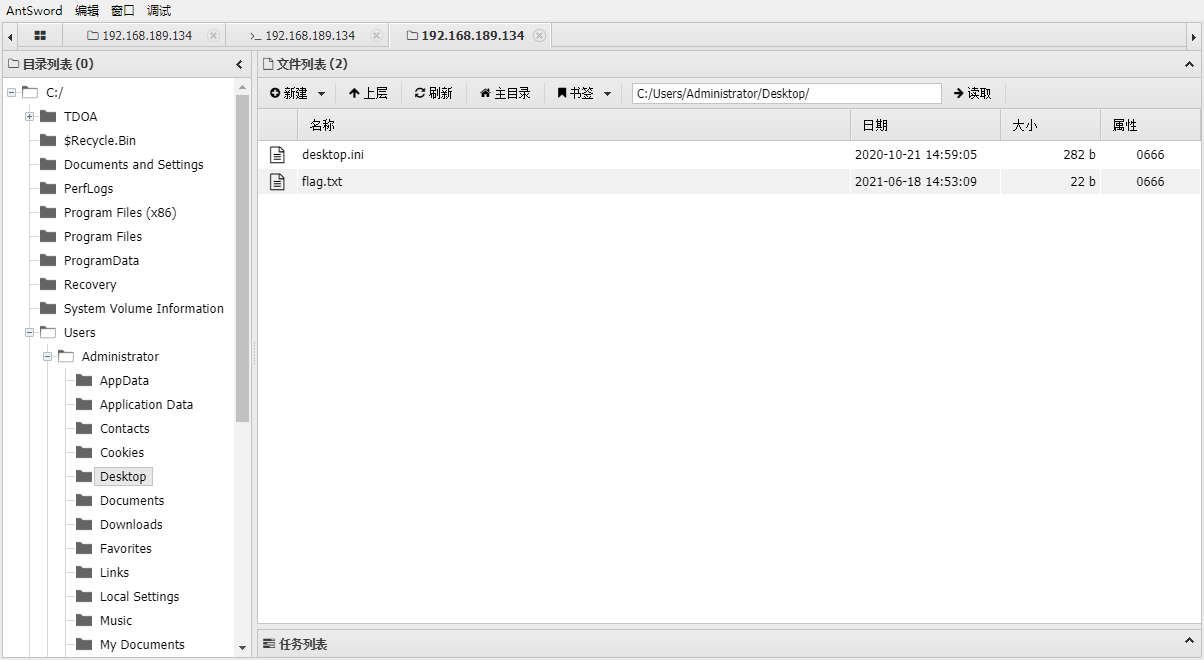 AntSword 编辑 窗口 调试
192.168.189.134 >_ 192.168.189.134 192.168.189.134
目录列表 (0)
C:/
TDOA
$Recycle.Bin
Documents and Settings
PerfLogs
Program Files (x86)
Program Files
ProgramData
Recovery
System Volume Information
Users
Administrator
AppData
Application Data
Contacts
Cookies
Desktop
Documents
Downloads
Favorites
Links
Local Settings
Music
My Documents
文件列表 (2)
新建 上层 刷新 主目录 书签 C:/Users/Administrator/Desktop/ 读取
名称 日期 大小 属性
desktop.ini 2020-10-21 14:59:05 282 b 0666
flag.txt 2021-06-18 14:53:09 22 b 0666
任务列表